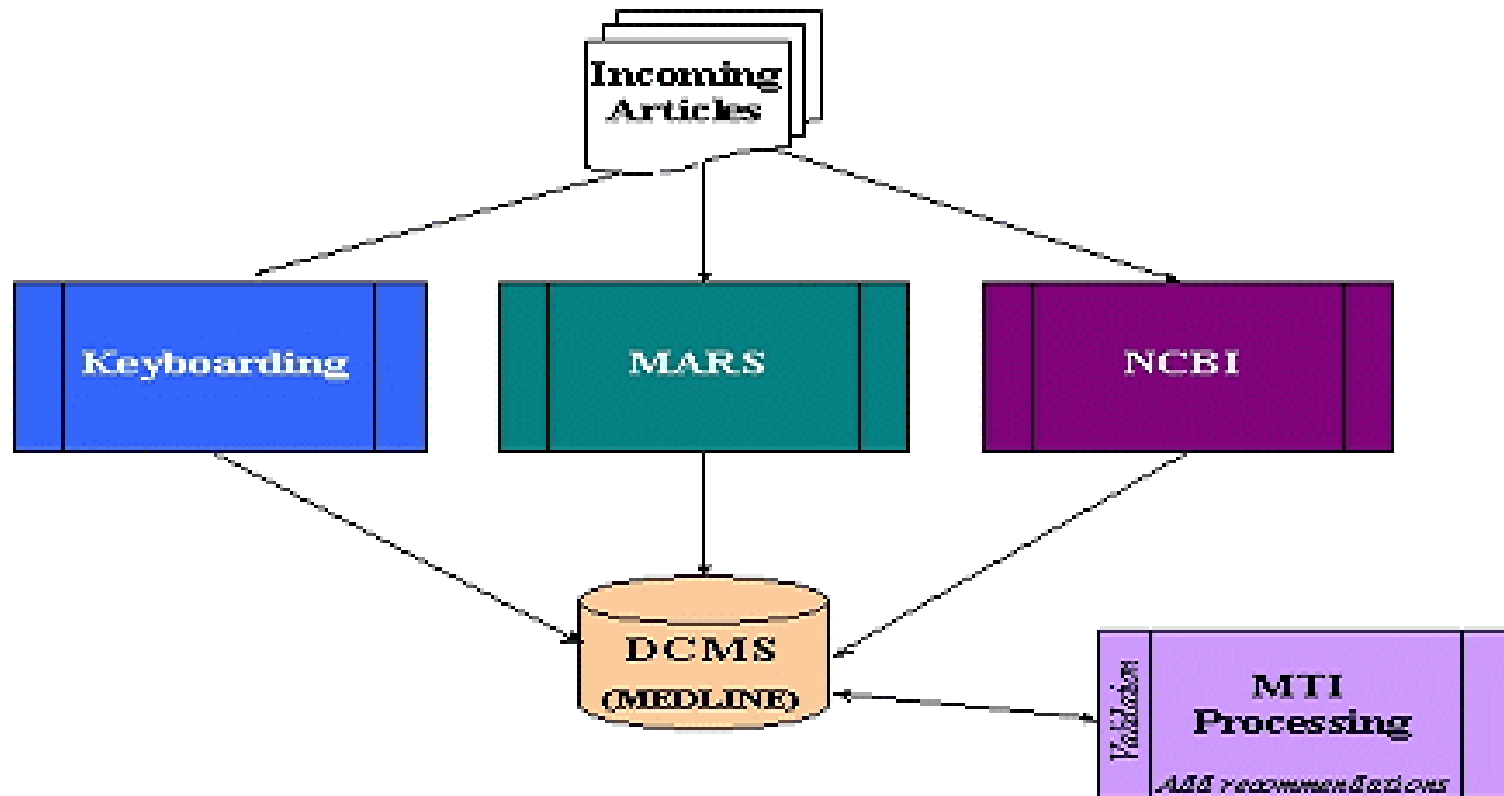 Incoming
Articles
Keyboarding
MARS
NCBI
DCMS
(MEDLINE)
Validation
MTI
Processing
Add recommendations